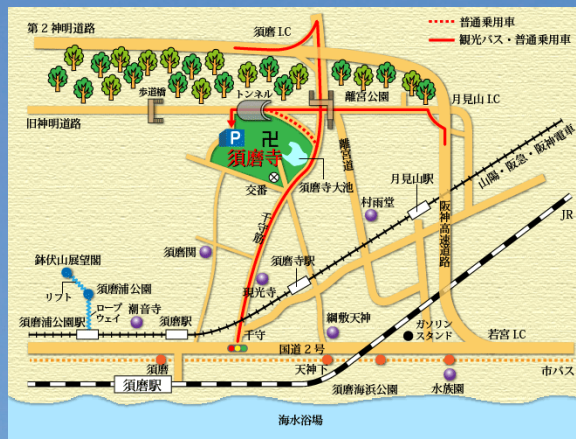 須磨I.C
普通乗用車
観光バス・普通乗用車
第2神明道路
歩道橋
トンネル
離宮公園
月見山I.C
旧神明道路
P
卍
須磨寺
交番
須磨寺大池
離宮道
月見山駅
山陽・阪急・阪神電車
村雨堂
阪神高速道路
JR
千守筋
須磨関
須磨寺駅
鉢伏山展望閣
リフト
須磨浦公園
ロープ
ウェイ
現光寺
潮音寺
須磨浦公園駅
須磨駅
綱敷天神
ガソリン
スタンド
若宮I.C
千守
国道2号
須磨
天神下
須磨海浜公園
水族園
市バス
須磨駅
海水浴場